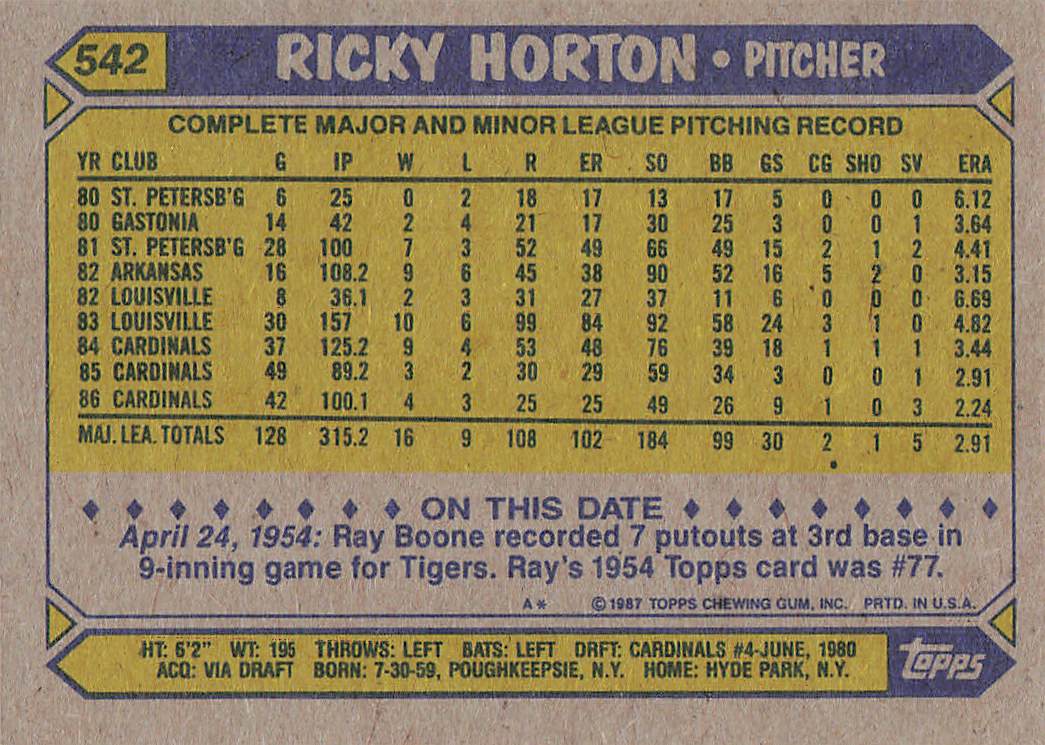 542 RICKY HORTON • PITCHER
COMPLETE MAJOR AND MINOR LEAGUE PITCHING RECORD
YR CLUB G IP W L R ER SO BB GS CG SHO SV ERA
80 ST. PETERSB'G 6 25 0 2 18 17 13 17 5 0 0 0 6.12
80 GASTONIA 14 42 2 4 21 17 30 25 3 0 0 1 3.64
81 ST. PETERSB'G 28 100 7 3 52 49 66 49 15 2 1 2 4.41
82 ARKANSAS 16 108.2 9 6 45 38 90 52 16 5 2 0 3.15
82 LOUISVILLE 8 36.1 2 3 31 27 37 11 6 0 0 0 6.69
83 LOUISVILLE 30 157 10 6 99 84 92 58 24 3 1 0 4.82
84 CARDINALS 37 125.2 9 4 53 48 76 39 18 1 1 1 3.44
85 CARDINALS 49 89.2 3 2 30 29 59 34 3 0 0 1 2.91
86 CARDINALS 42 100.1 4 3 25 25 49 26 9 1 0 3 2.24
MAJ. LEA. TOTALS 128 315.2 16 9 108 102 184 99 30 2 1 5 2.91
ON THIS DATE
April 24, 1954: Ray Boone recorded 7 putouts at 3rd base in
9-inning game for Tigers. Ray's 1954 Topps card was #77.
A* ©1987 TOPPS CHEWING GUM, INC. PRTD. IN U.S.A.
HT: 6'2" WT: 195 THROWS: LEFT BATS: LEFT DRFT: CARDINALS #4-JUNE, 1980
ACQ: VIA DRAFT BORN: 7-30-59, POUGHKEEPSIE, N.Y. HOME: HYDE PARK, N.Y.
topps